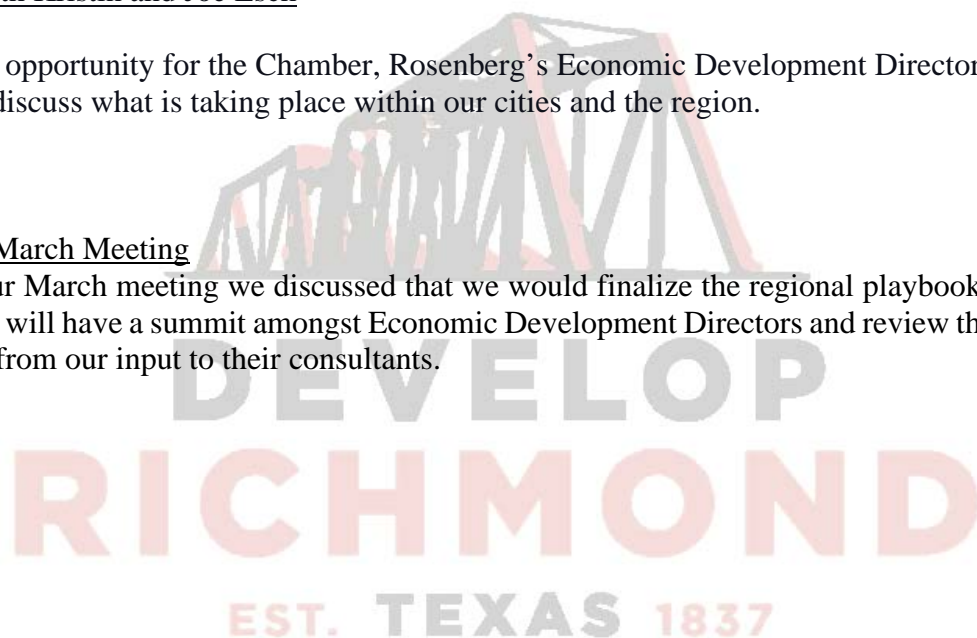 Kristin and Joe Esch
opportunity for the Chamber, Rosenberg’s Economic Development Director
discuss what is taking place within our cities and the region.
March Meeting
March meeting we discussed that we would finalize the regional playbook
will have a summit amongst Economic Development Directors and review
from our input to their consultants.
DEVELOP
RICHMOND
EST. TEXAS 1837